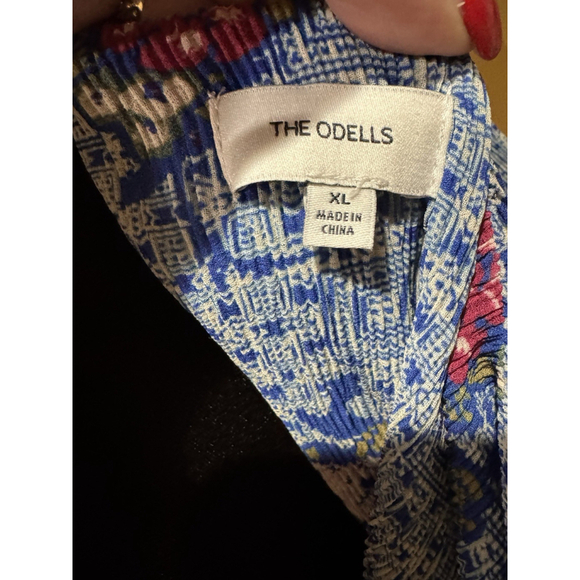 THE ODELLS
XL
MADE IN
CHINA